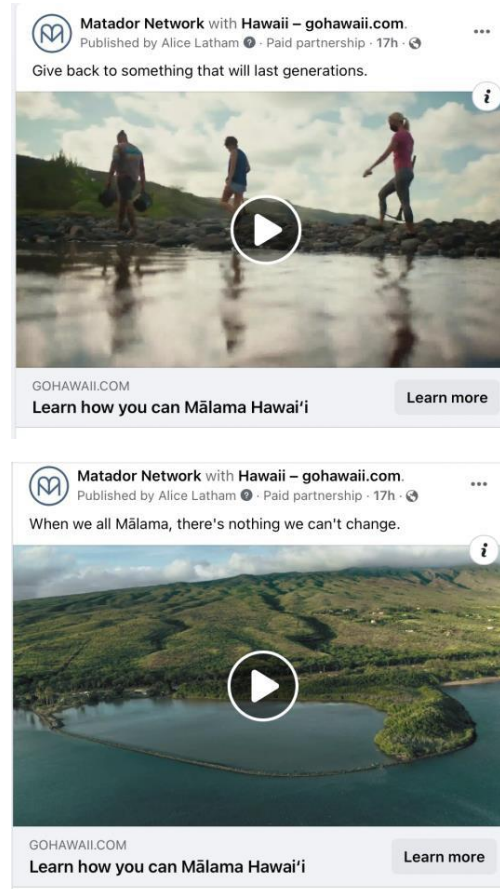 Matador Network with Hawaii – gohawaii.com.
Published by Alice Latham · Paid partnership · 17h ·
Give back to something that will last generations.
GOHAWAII.COM
Learn how you can Mālama Hawaiʻi
Learn more
Matador Network with Hawaii – gohawaii.com.
Published by Alice Latham · Paid partnership · 17h ·
When we all Mālama, there's nothing we can't change.
GOHAWAII.COM
Learn how you can Mālama Hawaiʻi
Learn more